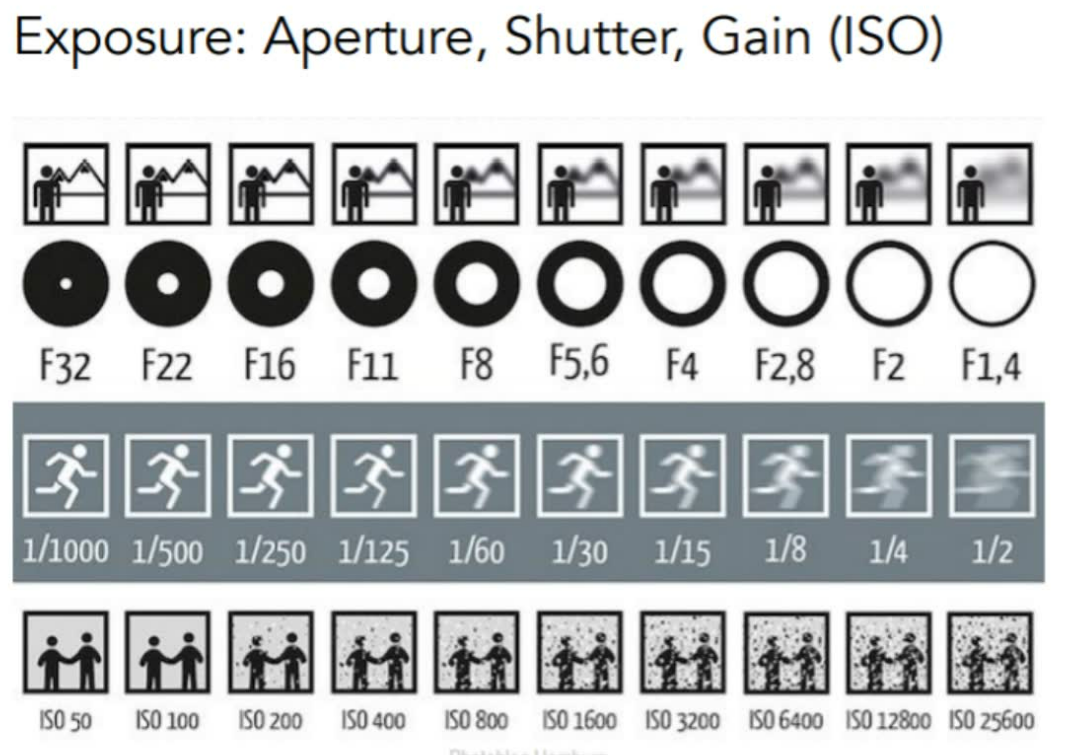 Exposure: Aperture, Shutter, Gain (ISO)
F32 F22 F16 F11 F8 F5,6 F4 F2,8 F2 F1,4
1/1000 1/500 1/250 1/125 1/60 1/30 1/15 1/8 1/4 1/2
ISO 50 ISO 100 ISO 200 ISO 400 ISO 800 ISO 1600 ISO 3200 ISO 6400 ISO 12800 ISO 25600